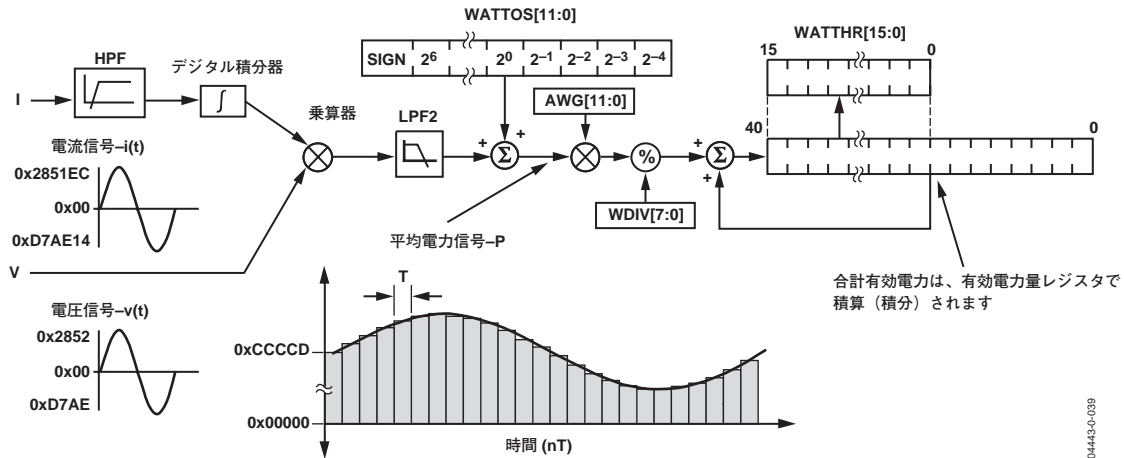 WATTOS[11:0]
SIGN 2^6 2^0 2^–1 2^–2 2^–3 2^–4
WATTHR[15:0]
15 0
HPF
デジタル積分器
I
∫
乗算器
LPF2
AWG[11:0]
+ +
Σ
%
+
+
Σ
40 0
WDIV[7:0]
電流信号–i(t)
0x2851EC
0x00
0xD7AE14
平均電力信号–P
V
合計有効電力は、有効電力量レジスタで
積算（積分）されます
電圧信号–v(t)
0x2852
0x00
0xD7AE
T
0xCCCCD
0x00000
時間 (nT)
04443-0-039